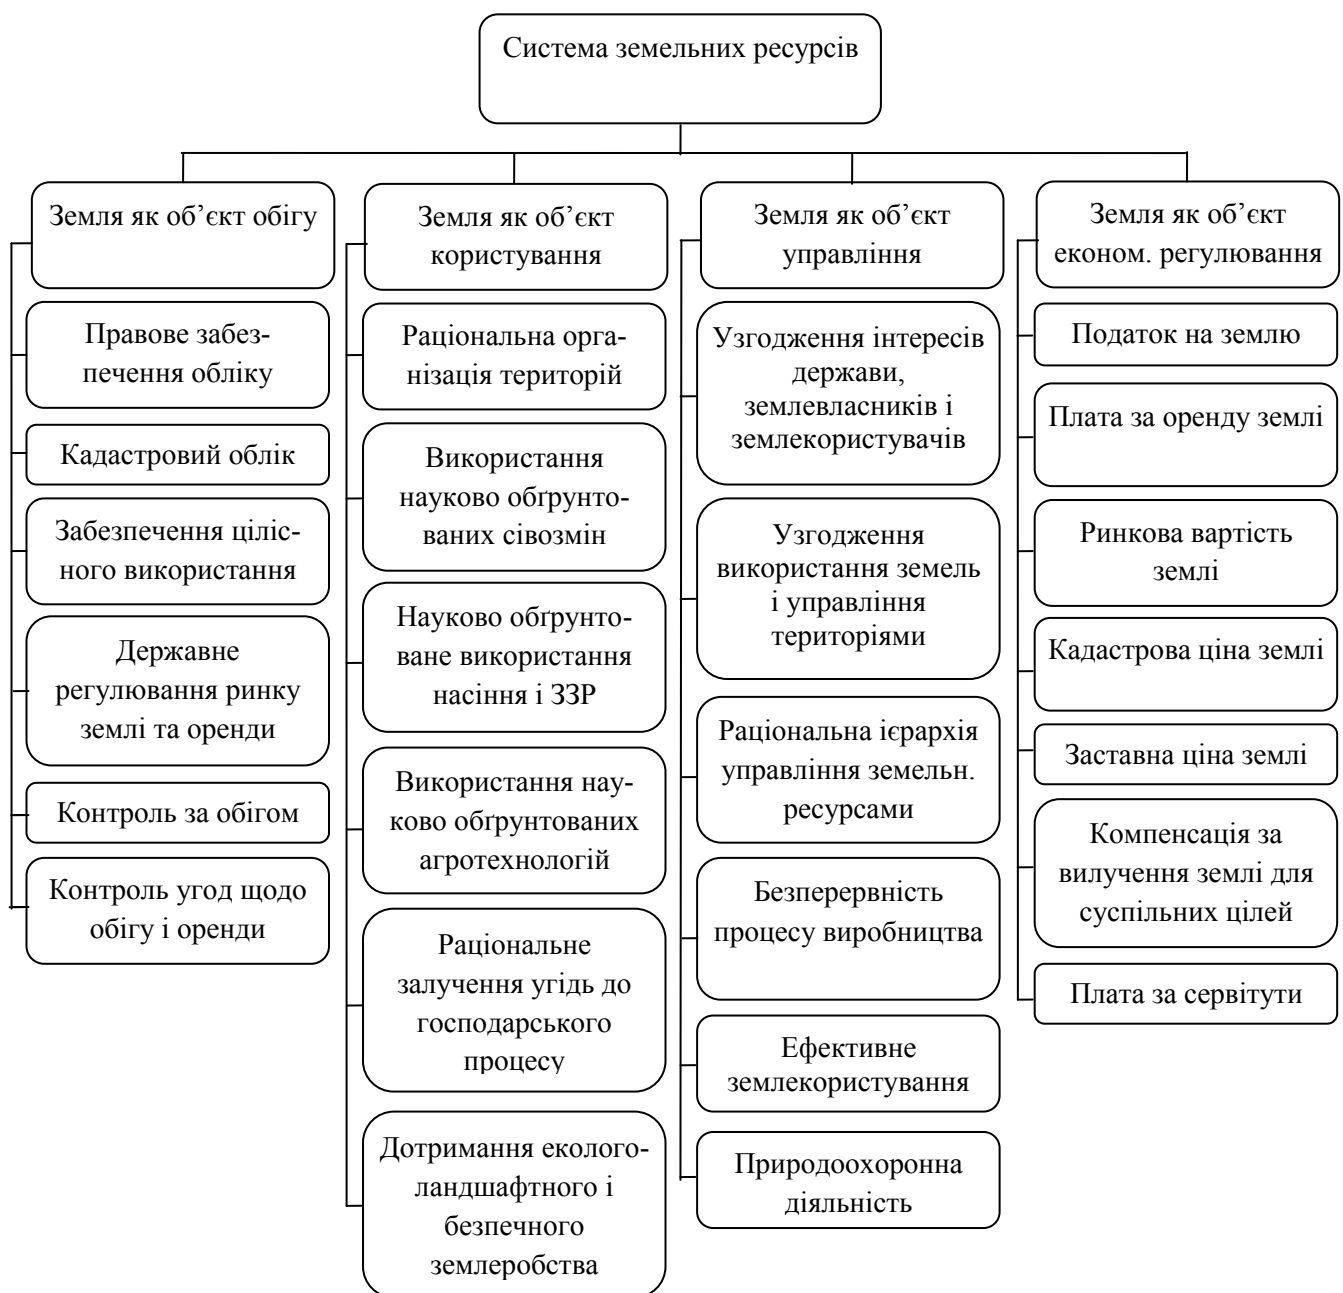 Система земельних ресурсів
Земля як об’єкт обігу
Правове забез-
печення обліку
Кадастровий облік
Забезпечення ціліс-
ного використання
Державне
регулювання ринку
землі та оренди
Контроль за обігом
Контроль угод щодо
обігу і оренди
Земля як об’єкт
користування
Раціональна орга-
нізація територій
Використання
науково обґрунто-
ваних сівозмін
Науково обґрунто-
ване використання
насіння і ЗЗР
Використання нау-
ково обґрунтованих
агротехнологій
Раціональне
залучення угідь до
господарського
процесу
Дотримання еколого-
ландшафтного і
безпечного
землеробства
Земля як об’єкт
управління
Узгодження інтересів
держави,
землевласників і
землекористувачів
Узгодження
використання земель
і управління
територіями
Раціональна ієрархія
управління земельн.
ресурсами
Безперервність
процесу виробництва
Ефективне
землекористування
Природоохоронна
діяльність
Земля як об’єкт
економ. регулювання
Податок на землю
Плата за оренду землі
Ринкова вартість
землі
Кадастрова ціна землі
Заставна ціна землі
Компенсація за
вилучення землі для
суспільних цілей
Плата за сервітути